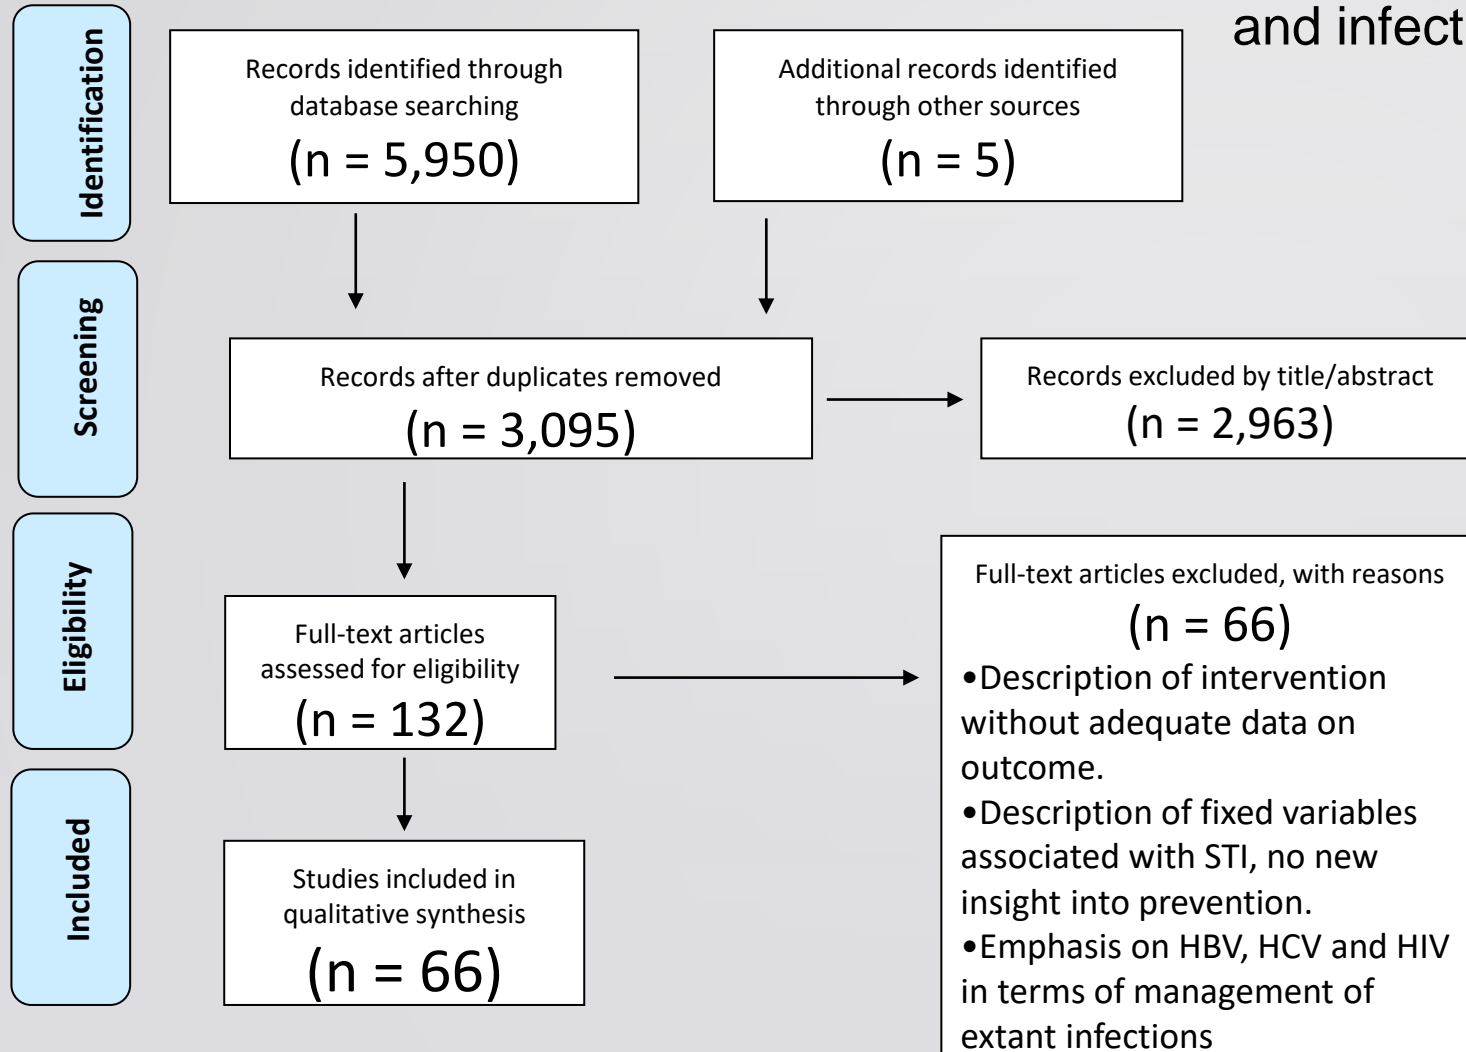 and infect
Identification
Records identified through
database searching
(n = 5,950)
Additional records identified
through other sources
(n = 5)
Screening
Records after duplicates removed
(n = 3,095)
Records excluded by title/abstract
(n = 2,963)
Eligibility
Full-text articles
assessed for eligibility
(n = 132)
Full-text articles excluded, with reasons
(n = 66)
•Description of intervention
without adequate data on
outcome.
•Description of fixed variables
associated with STI, no new
insight into prevention.
•Emphasis on HBV, HCV and HIV
in terms of management of
extant infections
Included
Studies included in
qualitative synthesis
(n = 66)